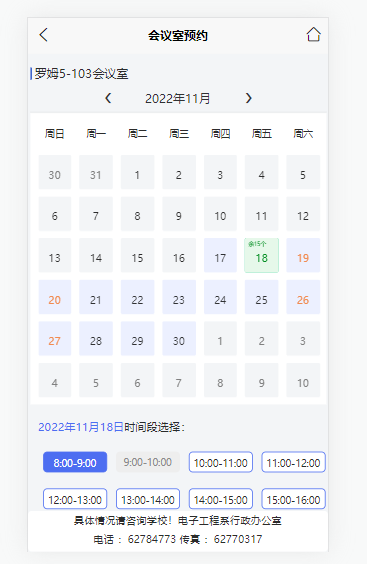 会议室预约
罗姆5-103会议室
2022年11月
周日 周一 周二 周三 周四 周五 周六
30 31 1 2 3 4 5
6 7 8 9 10 11 12
13 14 15 16 17 余15个 18 19
20 21 22 23 24 25 26
27 28 29 30 1 2 3
4 5 6 7 8 9 10
2022年11月18日时间段选择：
8:00-9:00 9:00-10:00 10:00-11:00 11:00-12:00
12:00-13:00 13:00-14:00 14:00-15:00 15:00-16:00
具体情况请咨询学校！电子工程系行政办公室
电话 ：62784773 传真 ：62770317